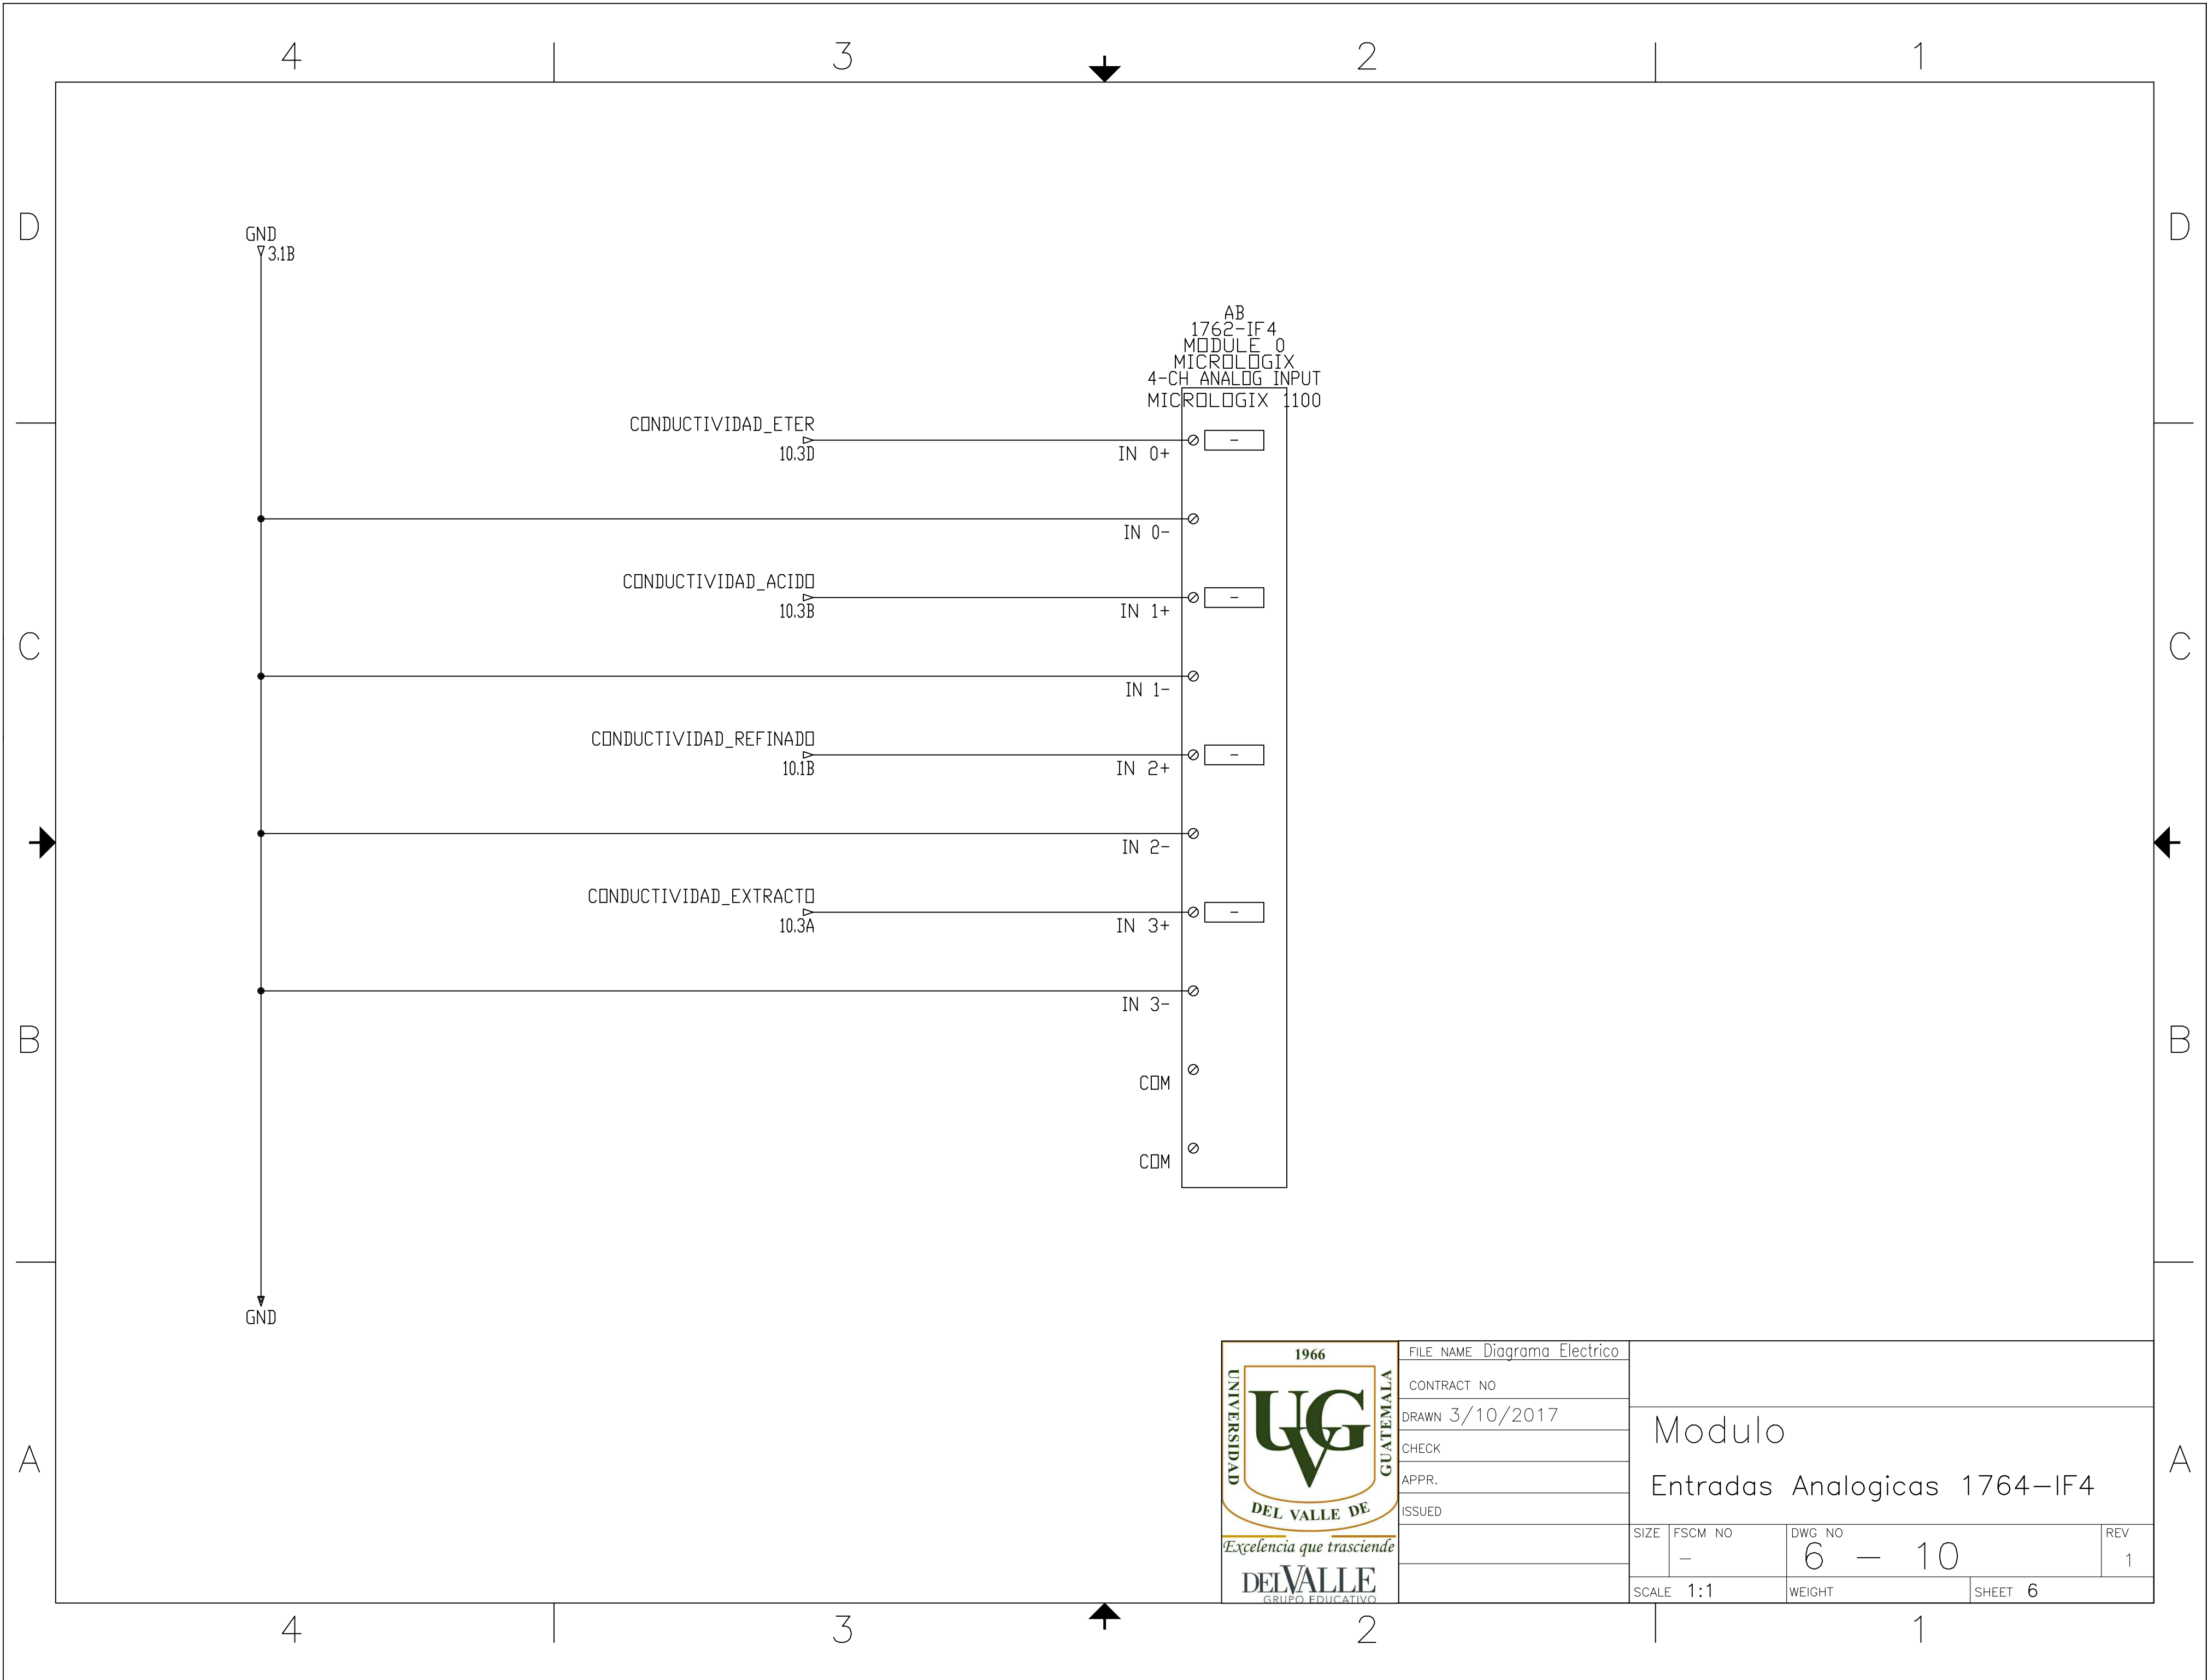 4 3 2 1
D D
GND
3.1B
AB
1762-IF4
MODULE 0
MICROLOGIX
4-CH ANALOG INPUT
MICROLOGIX 1100
CONDUCTIVIDAD_ETER
10.3D
IN 0+
IN 0-
CONDUCTIVIDAD_ACIDO
10.3B
IN 1+
C C
IN 1-
CONDUCTIVIDAD_REFINADO
10.1B
IN 2+
IN 2-
CONDUCTIVIDAD_EXTRACTO
10.3A
IN 3+
IN 3-
B B
COM
COM
GND
A A
1966
UNIVERSIDAD
UVG
GUATEMALA
DEL VALLE DE
Excelencia que trasciende
DELVALLE
GRUPO EDUCATIVO
FILE NAME Diagrama Electrico
CONTRACT NO
DRAWN 3/10/2017
CHECK
APPR.
ISSUED
Modulo
Entradas Analogicas 1764-IF4
SIZE FSCM NO DWG NO REV
- 6 - 10 1
SCALE 1:1 WEIGHT SHEET 6
4 3 2 1